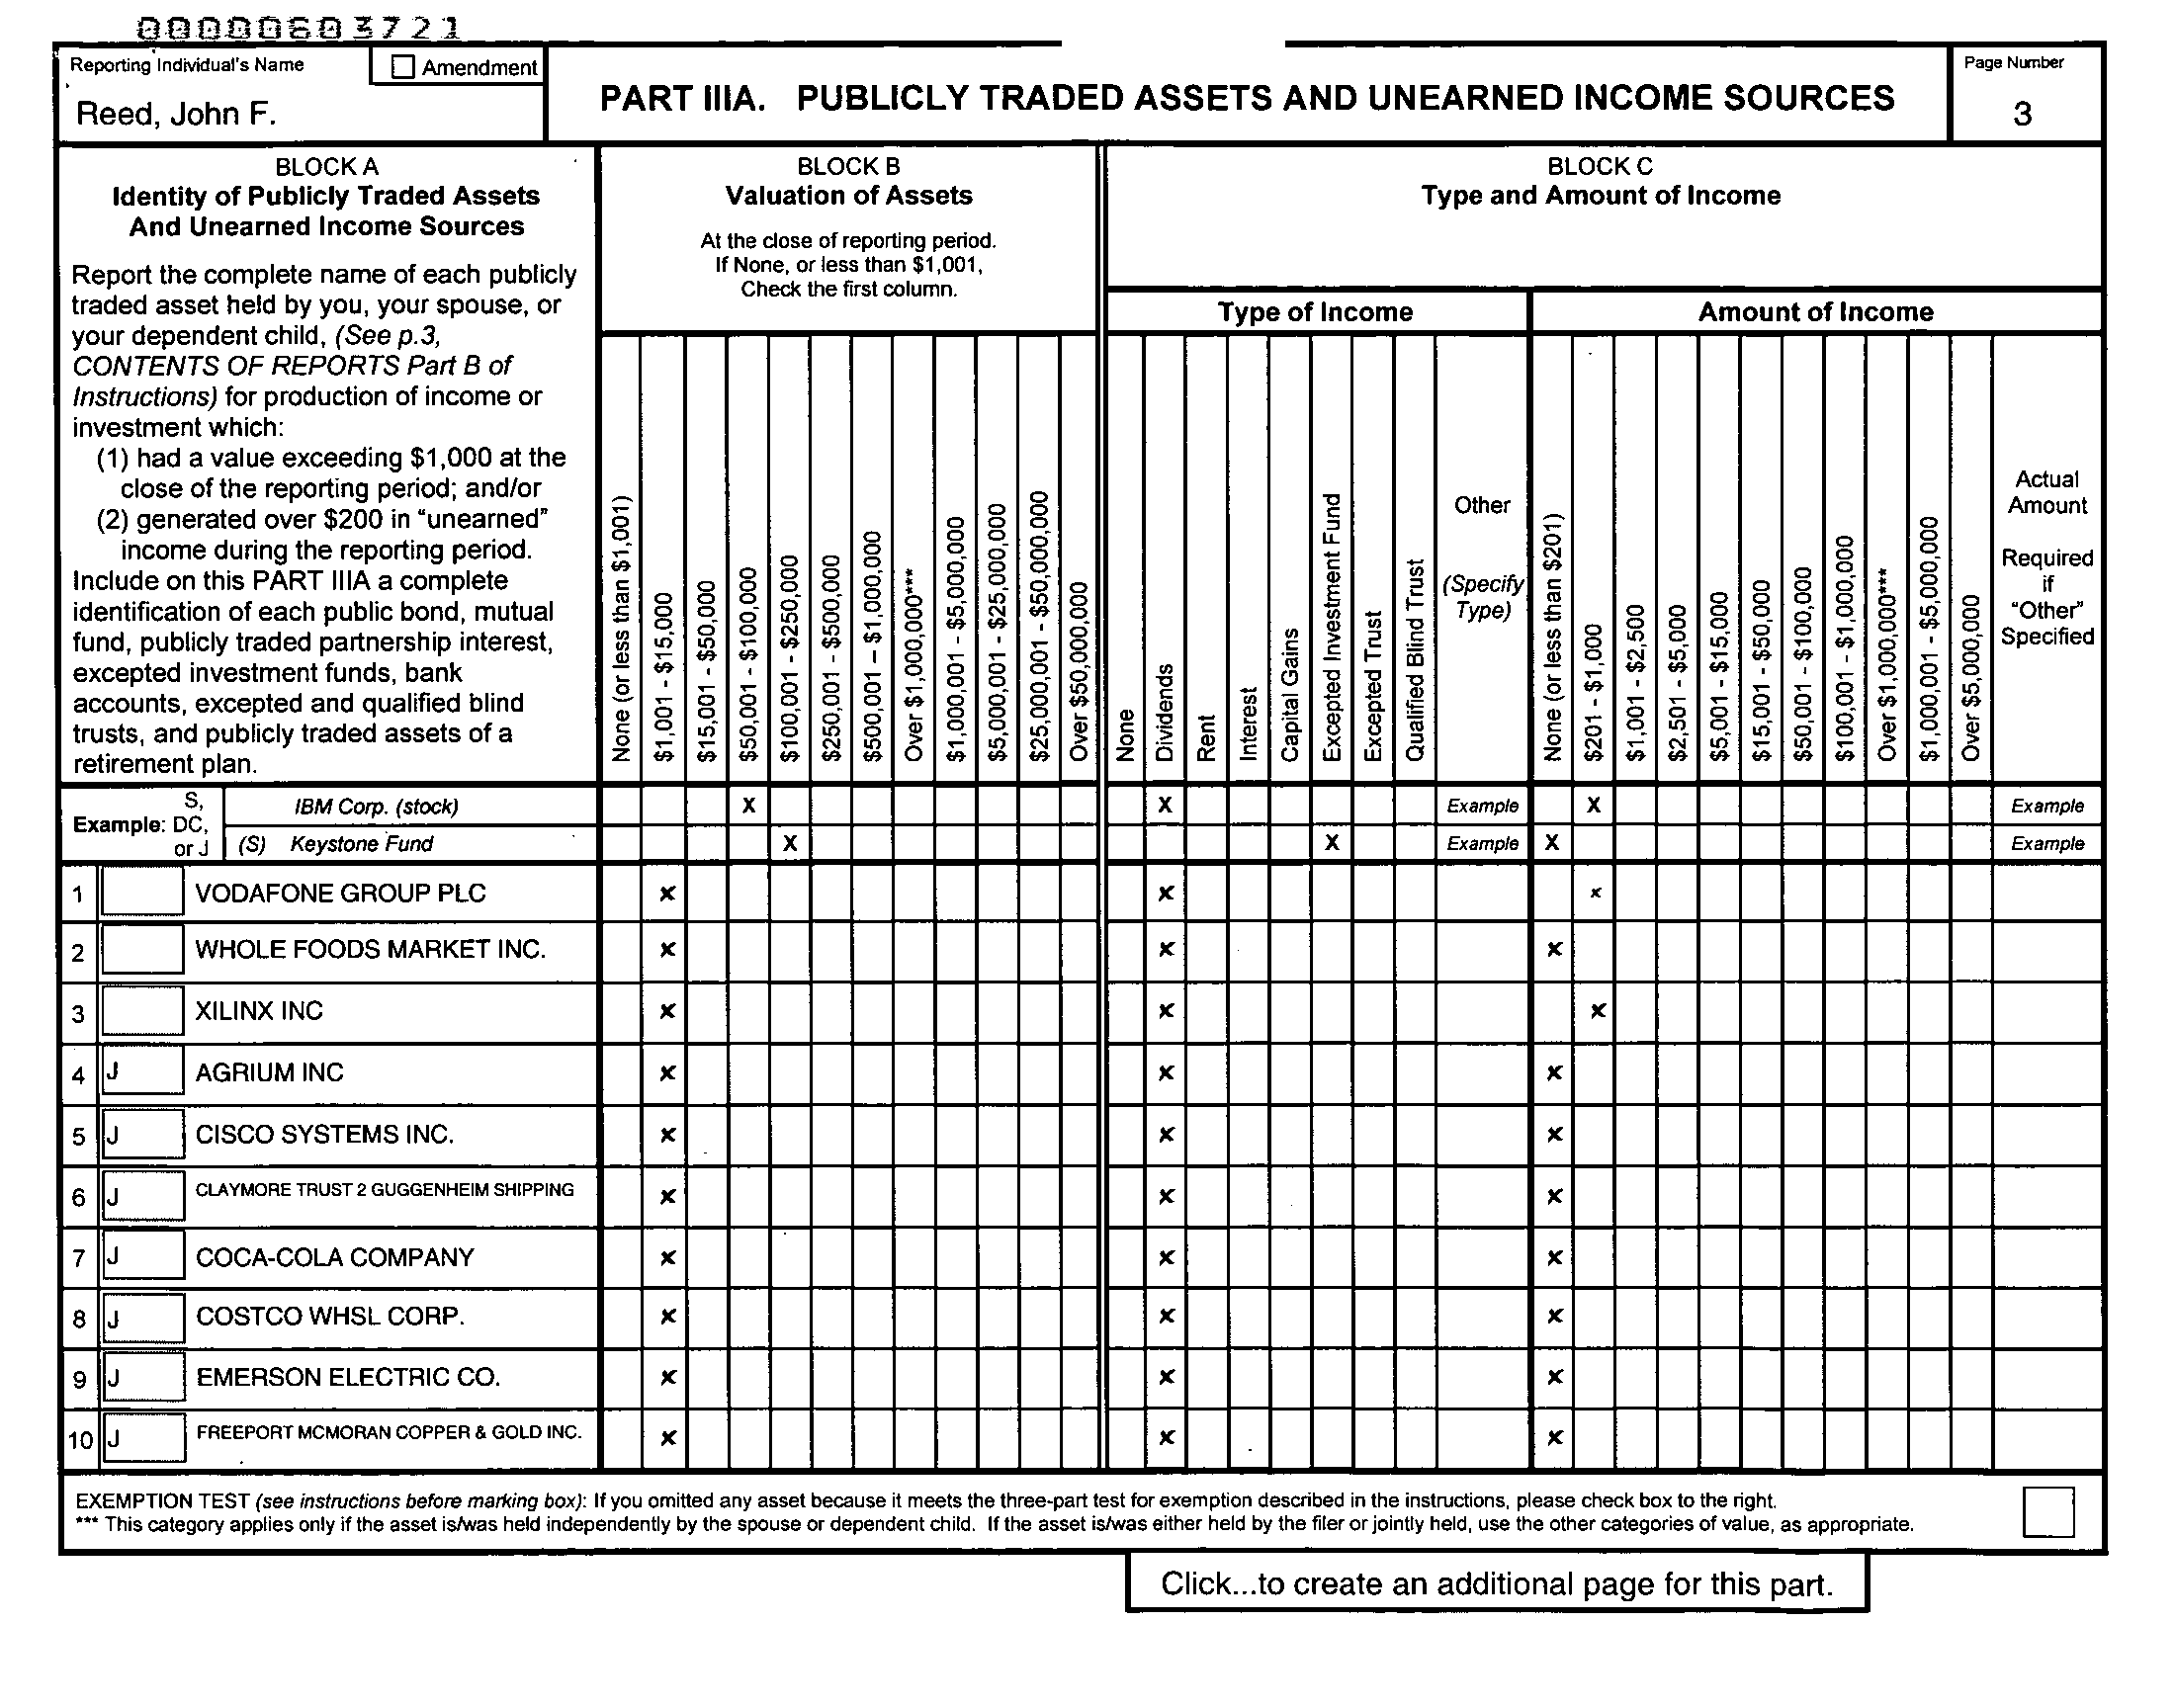 00000603721
Reporting Individual's Name
Amendment
Reed, John F.
PART IIIA. PUBLICLY TRADED ASSETS AND UNEARNED INCOME SOURCES
Page Number
3
BLOCK A
Identity of Publicly Traded Assets
And Unearned Income Sources
Report the complete name of each publicly
traded asset held by you, your spouse, or
your dependent child, (See p.3,
CONTENTS OF REPORTS Part B of
Instructions) for production of income or
investment which:
(1) had a value exceeding $1,000 at the
close of the reporting period; and/or
(2) generated over $200 in "unearned"
income during the reporting period.
Include on this PART IIIA a complete
identification of each public bond, mutual
fund, publicly traded partnership interest,
excepted investment funds, bank
accounts, excepted and qualified blind
trusts, and publicly traded assets of a
retirement plan.
BLOCK B
Valuation of Assets
At the close of reporting period.
If None, or less than $1,001,
Check the first column.
None (or less than $1,001)
$1,001 - $15,000
$15,001 - $50,000
$50,001 - $100,000
$100,001 - $250,000
$250,001 - $500,000
$500,001 – $1,000,000
Over $1,000,000***
$1,000,001 - $5,000,000
$5,000,001 - $25,000,000
$25,000,001 - $50,000,000
Over $50,000,000
BLOCK C
Type and Amount of Income
Type of Income
None
Dividends
Rent
Interest
Capital Gains
Excepted Investment Fund
Excepted Trust
Qualified Blind Trust
Other
(Specify
Type)
Amount of Income
None (or less than $201)
$201 - $1,000
$1,001 - $2,500
$2,501 - $5,000
$5,001 - $15,000
$15,001 - $50,000
$50,001 - $100,000
$100,001 - $1,000,000
Over $1,000,000***
$1,000,001 - $5,000,000
Over $5,000,000
Actual
Amount
Required
if
"Other"
Specified
Example: S, DC, or J
IBM Corp. (stock) X X Example X Example
(S) Keystone Fund X X Example X Example
1 VODAFONE GROUP PLC x x x
2 WHOLE FOODS MARKET INC. x x x
3 XILINX INC x x x
4 J AGRIUM INC x x x
5 J CISCO SYSTEMS INC. x x x
6 J CLAYMORE TRUST 2 GUGGENHEIM SHIPPING x x x
7 J COCA-COLA COMPANY x x x
8 J COSTCO WHSL CORP. x x x
9 J EMERSON ELECTRIC CO. x x x
10 J FREEPORT MCMORAN COPPER & GOLD INC. x x x
EXEMPTION TEST (see instructions before marking box): If you omitted any asset because it meets the three-part test for exemption described in the instructions, please check box to the right.
*** This category applies only if the asset is/was held independently by the spouse or dependent child. If the asset is/was either held by the filer or jointly held, use the other categories of value, as appropriate.
Click...to create an additional page for this part.